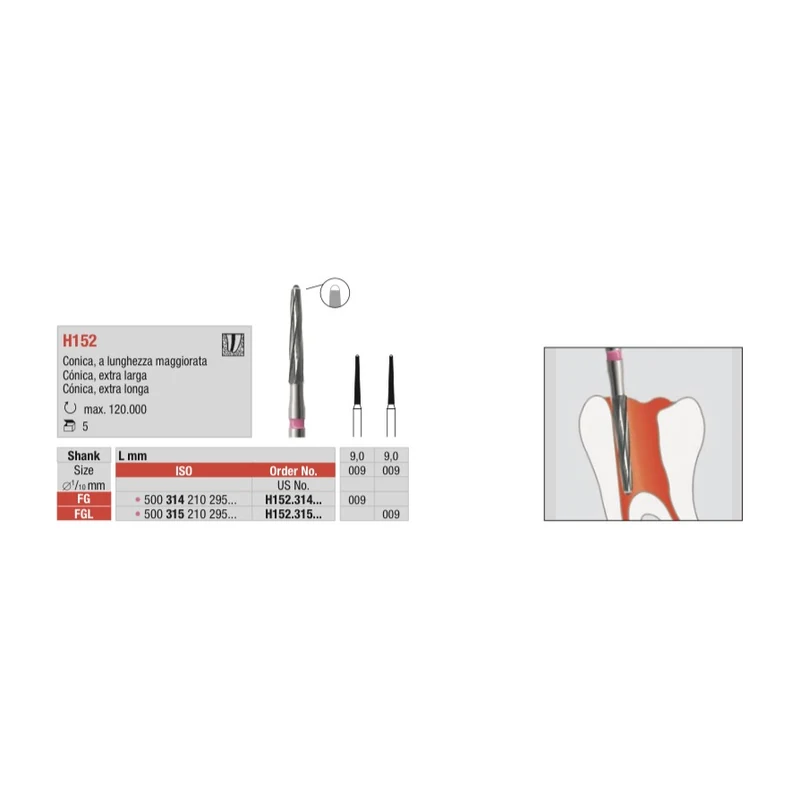 H152
Conica, a lunghezza maggiorata
Cónica, extra larga
Cónica, extra longa
max. 120.000
5
Shank L mm 9,0 9,0
Size ISO Order No. 009 009
⌀ 1/10 mm US No.
FG • 500 314 210 295... H152.314... 009
FGL • 500 315 210 295... H152.315... 009